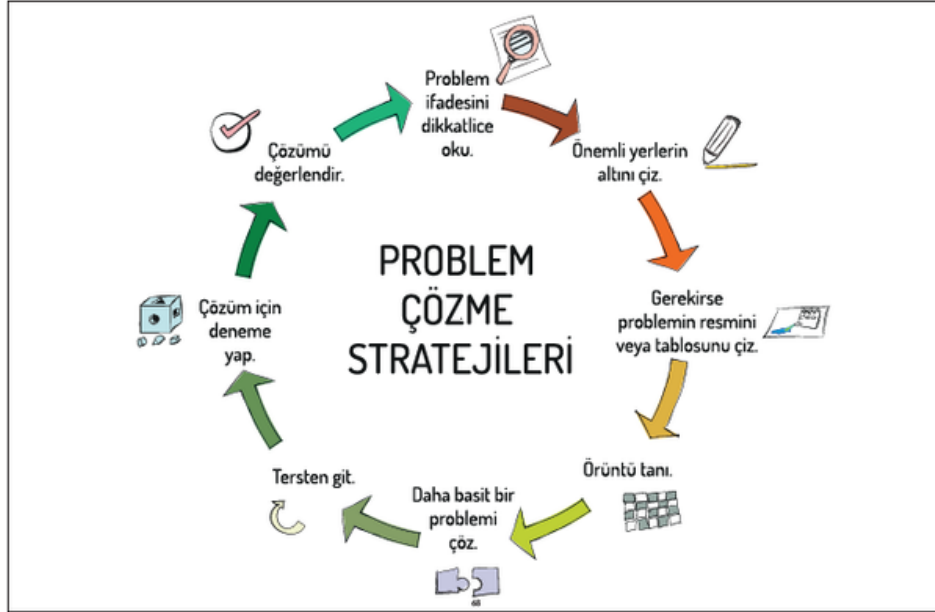 PROBLEM
ÇÖZME
STRATEJİLERİ
Problem
ifadesini
dikkatlice
oku.
Önemli yerlerin
altını çiz.
Gerekirse
problemin resmini
veya tablosunu çiz.
Örüntü tanı.
Daha basit bir
problemi
çöz.
Tersten git.
Çözüm için
deneme
yap.
Çözümü
değerlendir.
68